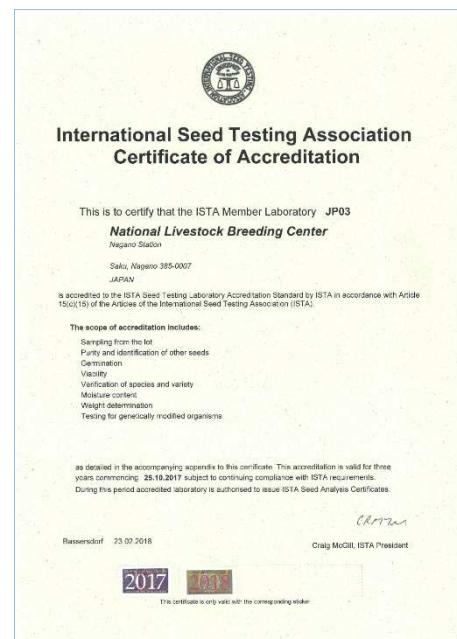 International Seed Testing Association
Certificate of Accreditation
This is to certify that the ISTA Member Laboratory JP03
National Livestock Breeding Center
Nagano Station
Saku, Nagano 385-0007
JAPAN
is accredited to the ISTA Seed Testing Laboratory Accreditation Standard by ISTA in accordance with Article
15(c)(15) of the Articles of the International Seed Testing Association (ISTA).
The scope of accreditation includes:
Sampling from the lot
Purity and identification of other seeds
Germination
Viability
Verification of species and variety
Moisture content
Weight determination
Testing for genetically modified organisms
as detailed in the accompanying appendix to this certificate. This accreditation is valid for three
years commencing 25.10.2017 subject to continuing compliance with ISTA requirements.
During this period accredited laboratory is authorised to issue ISTA Seed Analysis Certificates.
Bassersdorf 23.02.2018
Craig McGill, ISTA President
2017 2018
This certificate is only valid with the corresponding sticker